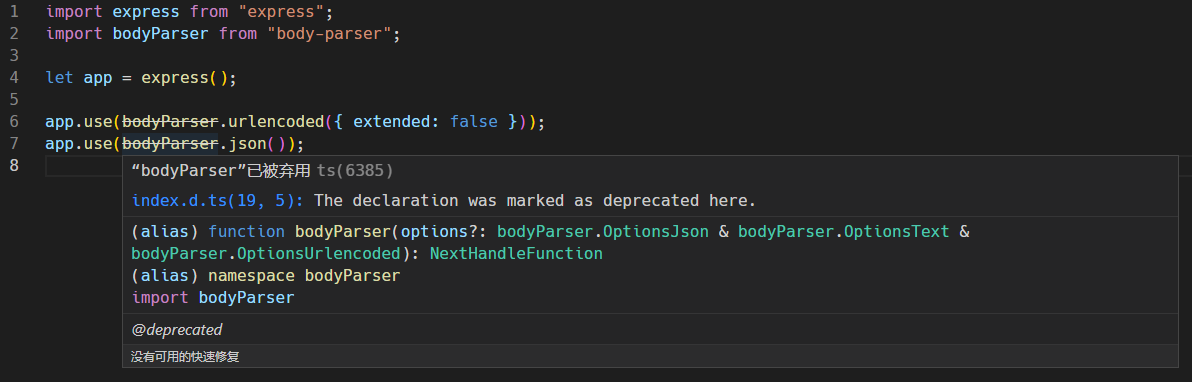 1 import express from "express";
2 import bodyParser from "body-parser";
3
4 let app = express();
5
6 app.use(bodyParser.urlencoded({ extended: false }));
7 app.use(bodyParser.json());
8
“bodyParser”已被弃用 ts(6385)
index.d.ts(19, 5): The declaration was marked as deprecated here.
(alias) function bodyParser(options?: bodyParser.OptionsJson & bodyParser.OptionsText &
bodyParser.OptionsUrlencoded): NextHandleFunction
(alias) namespace bodyParser
import bodyParser
@deprecated
没有可用的快速修复